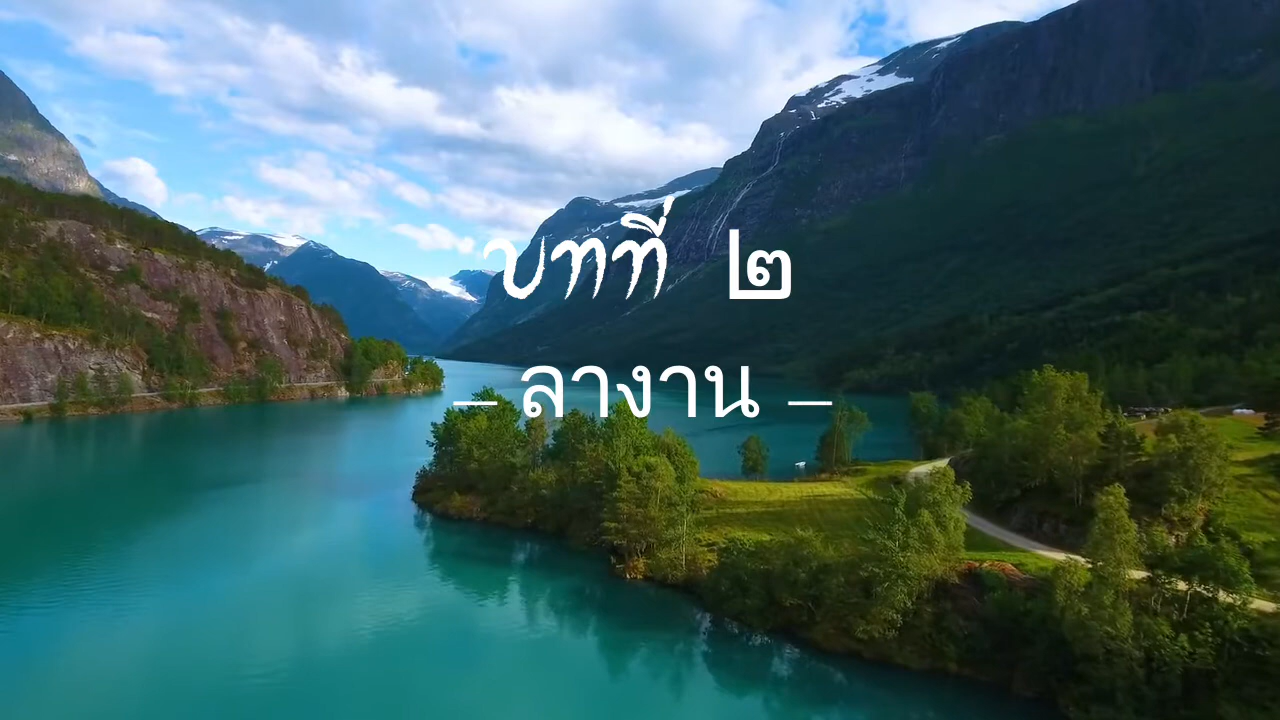 บทที่ ๒
– ลางาน –